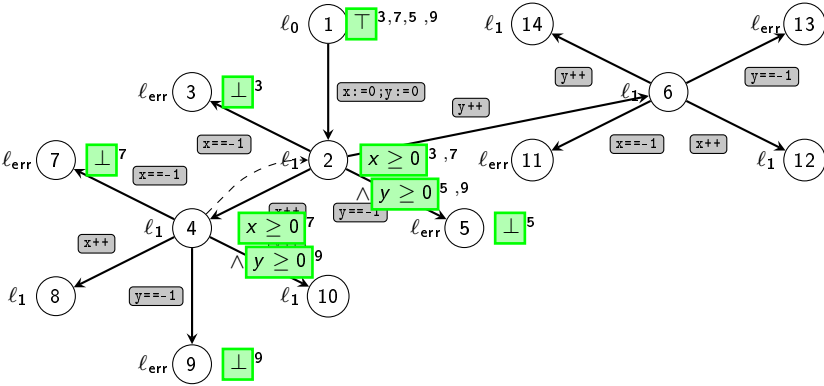 ℓ₀ 1 ⊤ 3,7,5 ,9
ℓ₁ 14
ℓerr 13
ℓerr 3 ⊥ 3
x:=0;y:=0
y++
y++
y==-1
ℓ₁ 6
x==-1
x==-1
x++
ℓerr 7 ⊥ 7
ℓ₁ 2 x ≥ 0 3 ,7
ℓerr 11
ℓ₁ 12
x==-1
∧ y ≥ 0 5 ,9
x++
y==-1
ℓ₁ 4 x ≥ 0 7
ℓerr 5 ⊥ 5
x++
∧ y ≥ 0 9
ℓ₁ 8
y==-1
ℓ₁ 10
ℓerr 9 ⊥ 9